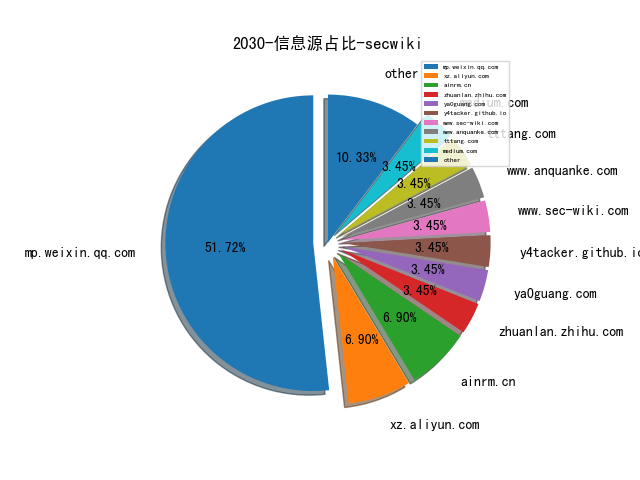 2030-信息源占比-secwiki
other
mp.weixin.qq.com
xz.aliyun.com
ainrm.cn
zhuanlan.zhihu.com
ya0guang.com
y4tacker.github.io
www.sec-wiki.com
www.anquanke.com
tttang.com
medium.com
other
medium.com
tttang.com
www.anquanke.com
www.sec-wiki.com
y4tacker.github.io
ya0guang.com
zhuanlan.zhihu.com
ainrm.cn
xz.aliyun.com
mp.weixin.qq.com
10.33%
3.45%
3.45%
3.45%
3.45%
3.45%
3.45%
3.45%
6.90%
6.90%
51.72%